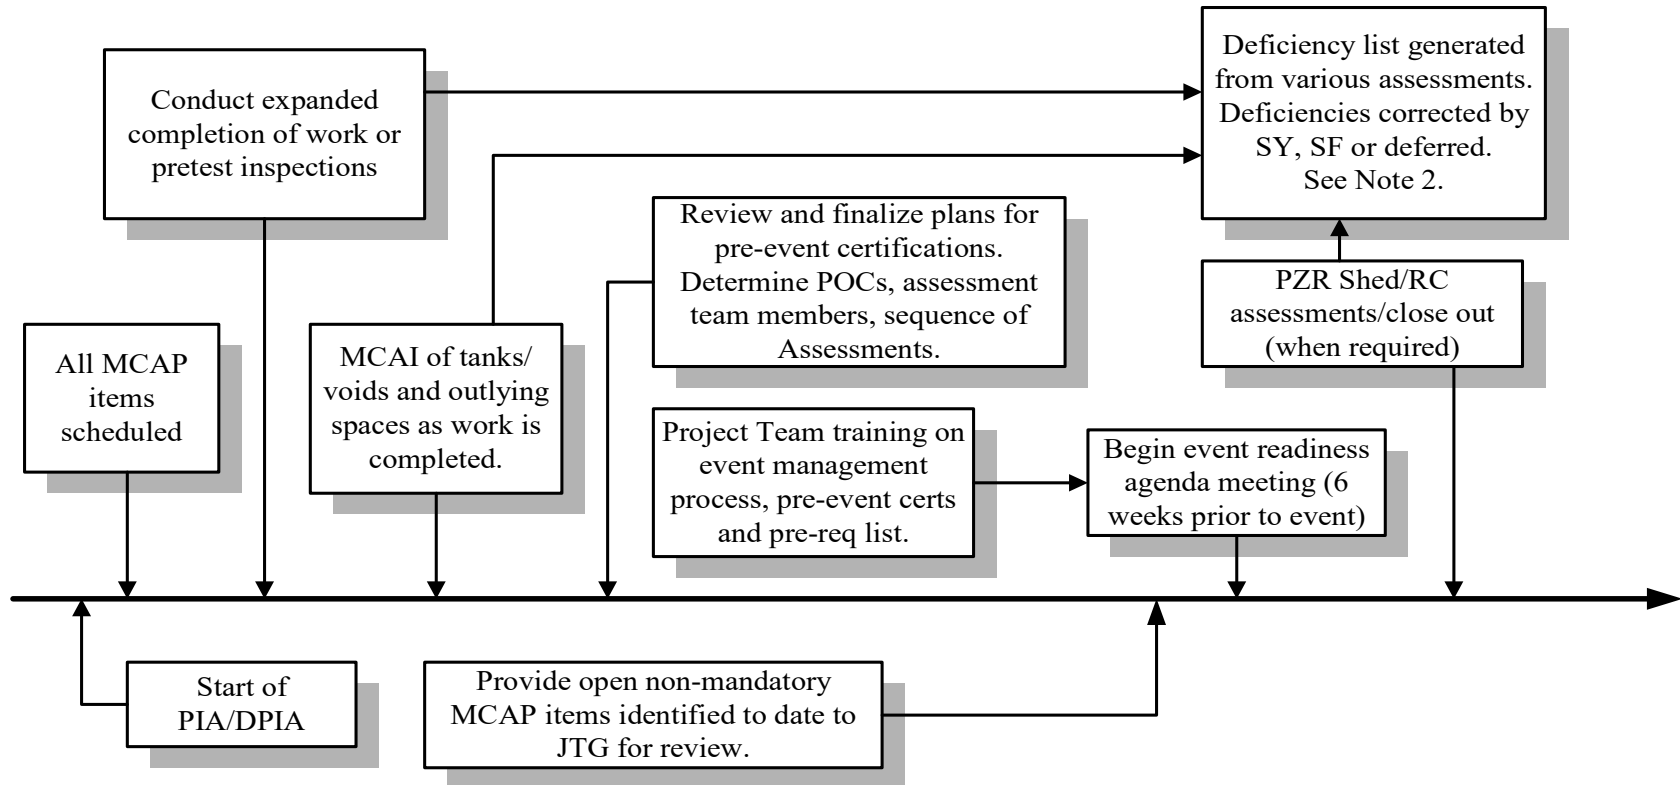 Conduct expanded
completion of work or
pretest inspections
Deficiency list generated
from various assessments.
Deficiencies corrected by
SY, SF or deferred.
See Note 2.
Review and finalize plans for
pre-event certifications.
Determine POCs, assessment
team members, sequence of
Assessments.
PZR Shed/RC
assessments/close out
(when required)
All MCAP
items
scheduled
MCAI of tanks/
voids and outlying
spaces as work is
completed.
Project Team training on
event management
process, pre-event certs
and pre-req list.
Begin event readiness
agenda meeting (6
weeks prior to event)
Start of
PIA/DPIA
Provide open non-mandatory
MCAP items identified to date to
JTG for review.